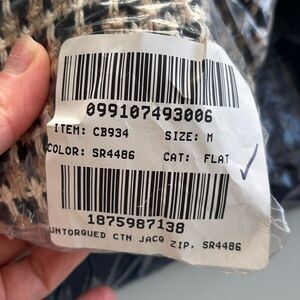 099107493006
ITEM: CB934 SIZE: M
COLOR: SR4486 CAT: FLAT
1875987138
UNTORQUED CTN JACQ ZIP, SR4486